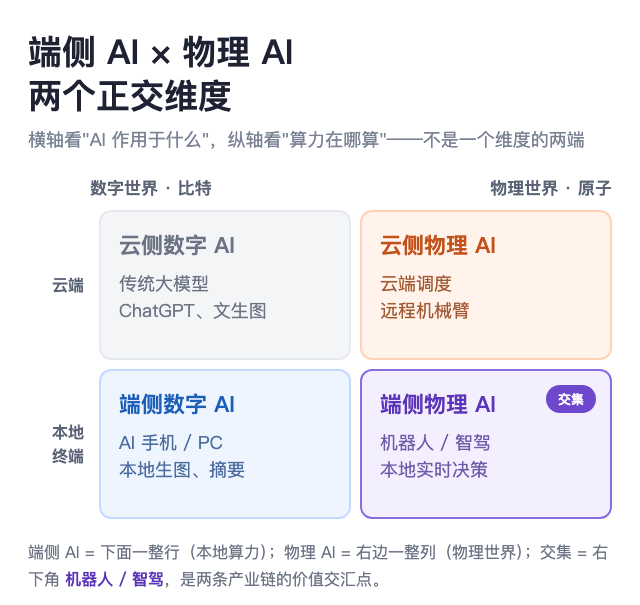 端侧 AI × 物理 AI
两个正交维度
横轴看"AI 作用于什么"，纵轴看"算力在哪算"——不是一个维度的两端
数字世界 · 比特
物理世界 · 原子
云端
云侧数字 AI
传统大模型
ChatGPT、文生图
云侧物理 AI
云端调度
远程机械臂
本地
终端
端侧数字 AI
AI 手机 / PC
本地生图、摘要
端侧物理 AI
交集
机器人 / 智驾
本地实时决策
端侧 AI = 下面一整行（本地算力）；物理 AI = 右边一整列（物理世界）；交集 = 右
下角 机器人 / 智驾，是两条产业链的价值交汇点。